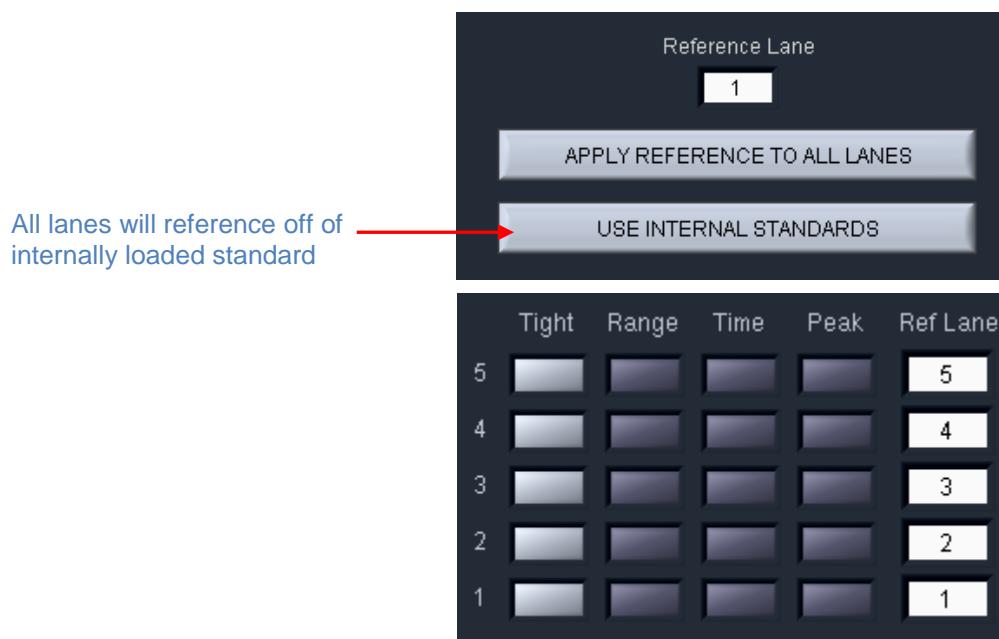 Reference Lane
1
APPLY REFERENCE TO ALL LANES
All lanes will reference off of
internally loaded standard
USE INTERNAL STANDARDS
Tight Range Time Peak Ref Lane
5 5
4 4
3 3
2 2
1 1